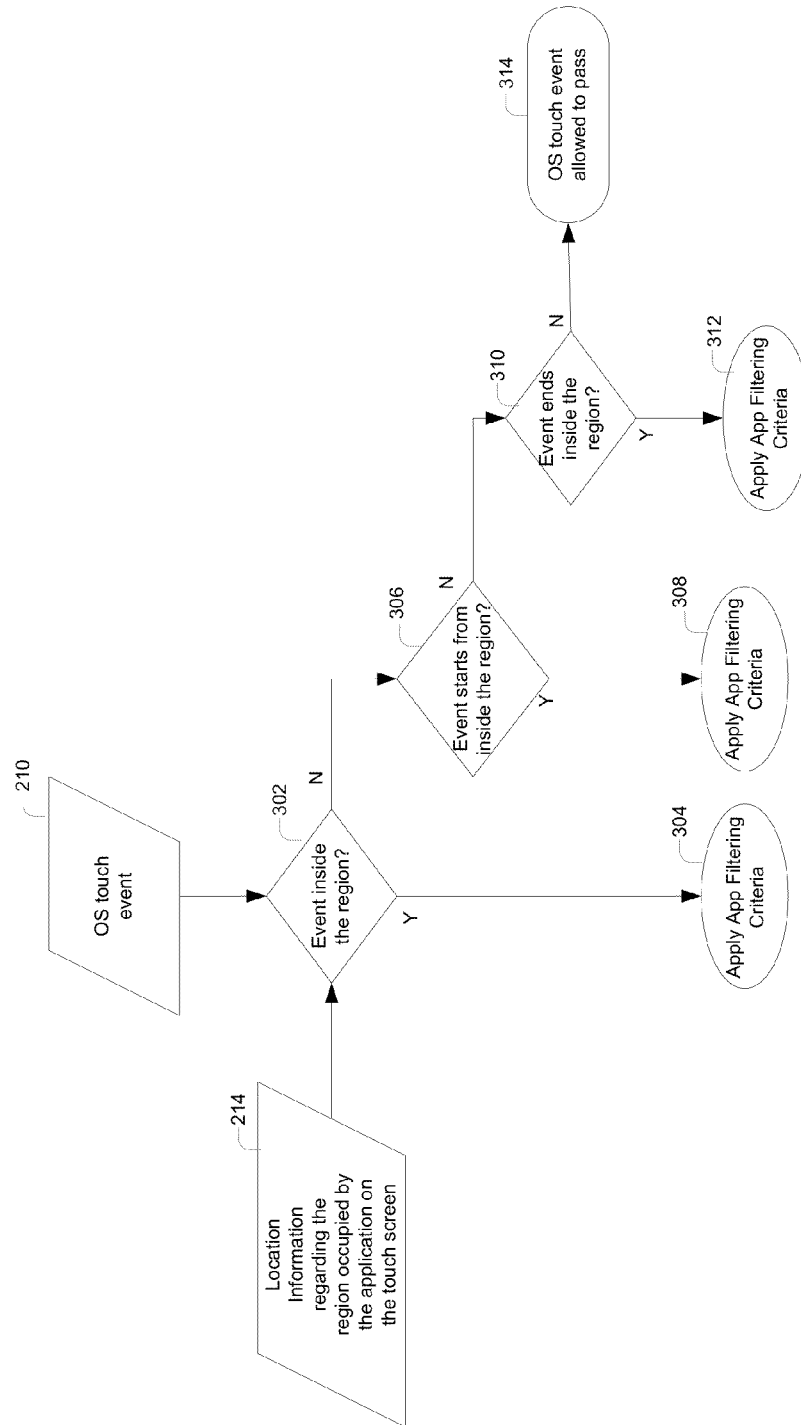 210
OS touch
event
214
Location
Information
regarding the
region occupied by
the application on
the touch screen
302
Event inside
the region?
N
Y
304
Apply App Filtering
Criteria
306
Event starts from
inside the region?
N
Y
308
Apply App Filtering
Criteria
310
Event ends
inside the
region?
N
Y
312
Apply App Filtering
Criteria
314
OS touch event
allowed to pass